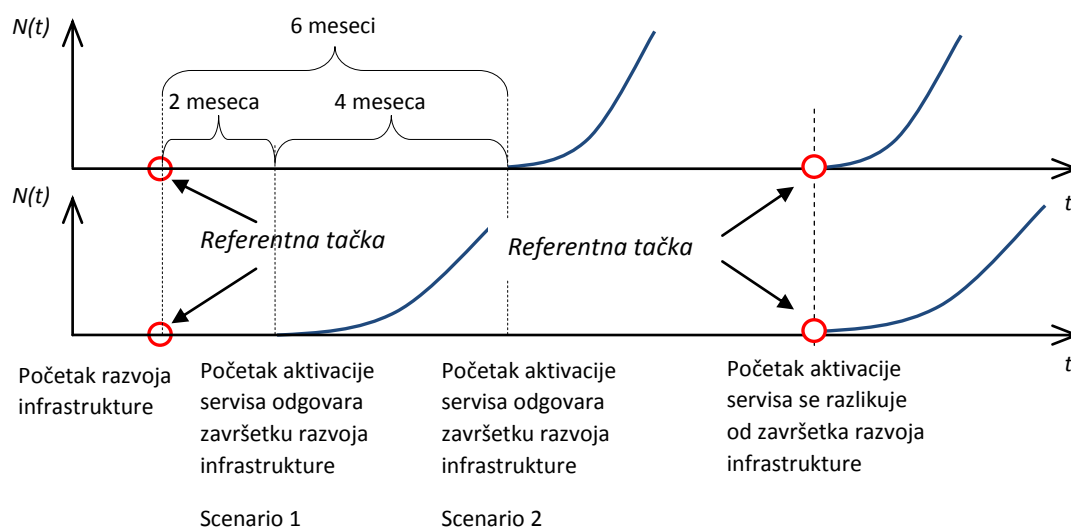 N(t)
6 meseci
2 meseca
4 meseca
t
N(t)
Referentna tačka
Referentna tačka
t
Početak razvoja
infrastrukture
Početak aktivacije
servisa odgovara
završetku razvoja
infrastrukture
Scenario 1
Početak aktivacije
servisa odgovara
završetku razvoja
infrastrukture
Scenario 2
Početak aktivacije
servisa se razlikuje
od završetka razvoja
infrastrukture